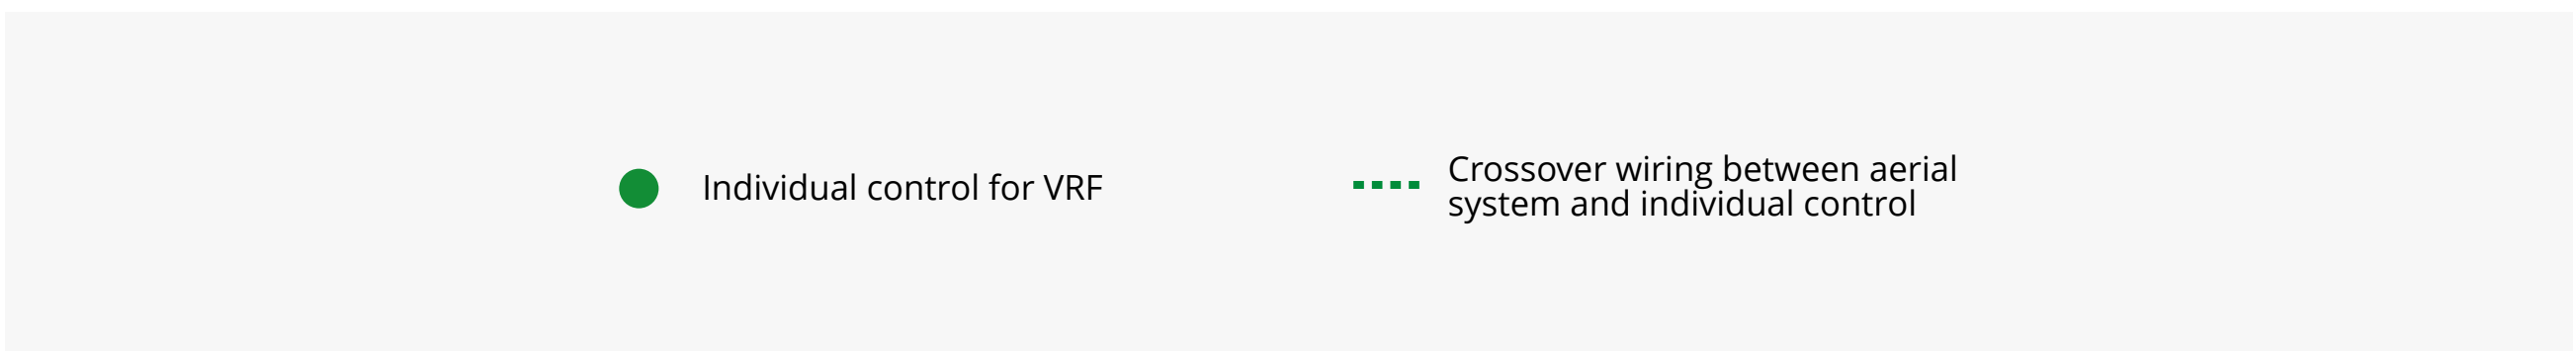 Individual control for VRF
Crossover wiring between aerial
system and individual control